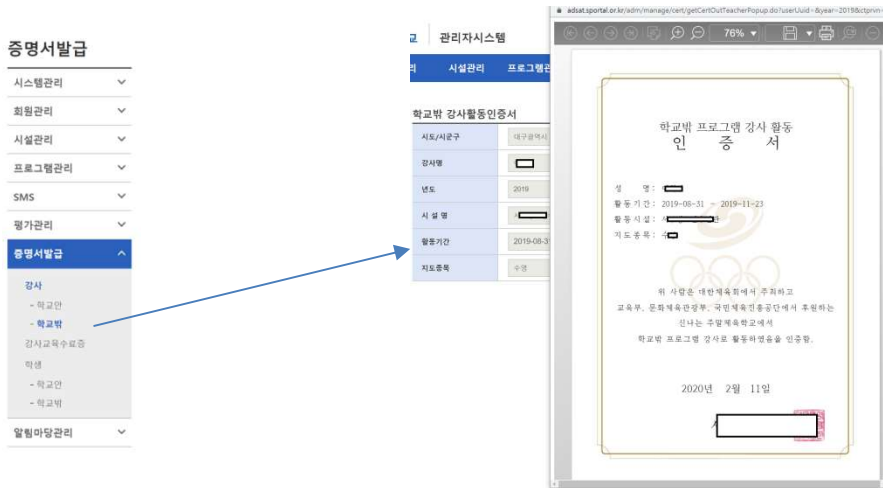 증명서발급
시스템관리
회원관리
시설관리
프로그램관리
SMS
평가관리
증명서발급
강사
- 학교안
- 학교밖
강사교육수료증
학생
- 학교안
- 학교밖
알림마당관리
교 관리자시스템
시설관리 프로그램관
학교밖 강사활동인증서
시도/시군구 대구광역시
강사명
년도 2019
시 설 명
활동기간 2019-08-31
지도종목 수영
adsat.sportal.or.kr/adm/manage/cert/getCertOutTeacherPopup.do?userUuid=&year=2019&ctprvn
76%
학교밖 프로그램 강사 활동
인 증 서
성 명:
활동기간: 2019-08-31 ~ 2019-11-23
활동시설:
지도종목: 수
위 사람은 대한체육회에서 주최하고
교육부, 문화체육관광부, 국민체육진흥공단에서 후원하는
신나는 주말체육학교에서
학교밖 프로그램 강사로 활동하였음을 인증함.
2020년 2월 11일